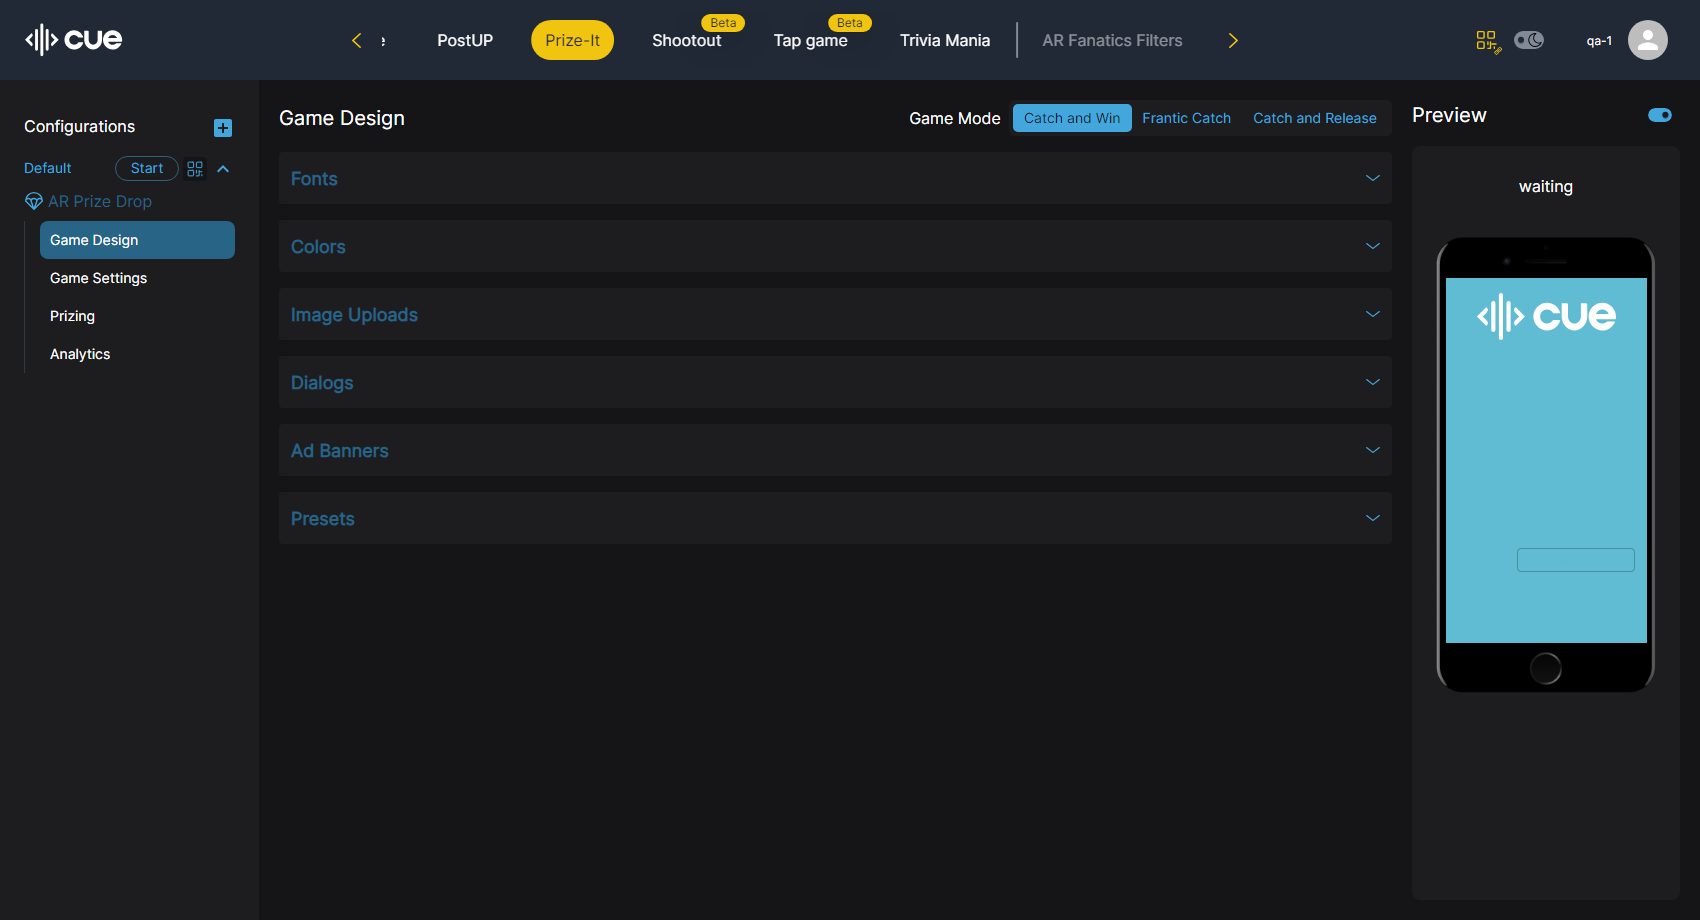 cue
PostUP
Prize-It
Shootout
Beta
Tap game
Beta
Trivia Mania
AR Fanatics Filters
qa-1
Configurations
Default
Start
AR Prize Drop
Game Design
Game Settings
Prizing
Analytics
Game Design
Game Mode
Catch and Win
Frantic Catch
Catch and Release
Fonts
Colors
Image Uploads
Dialogs
Ad Banners
Presets
Preview
waiting
cue